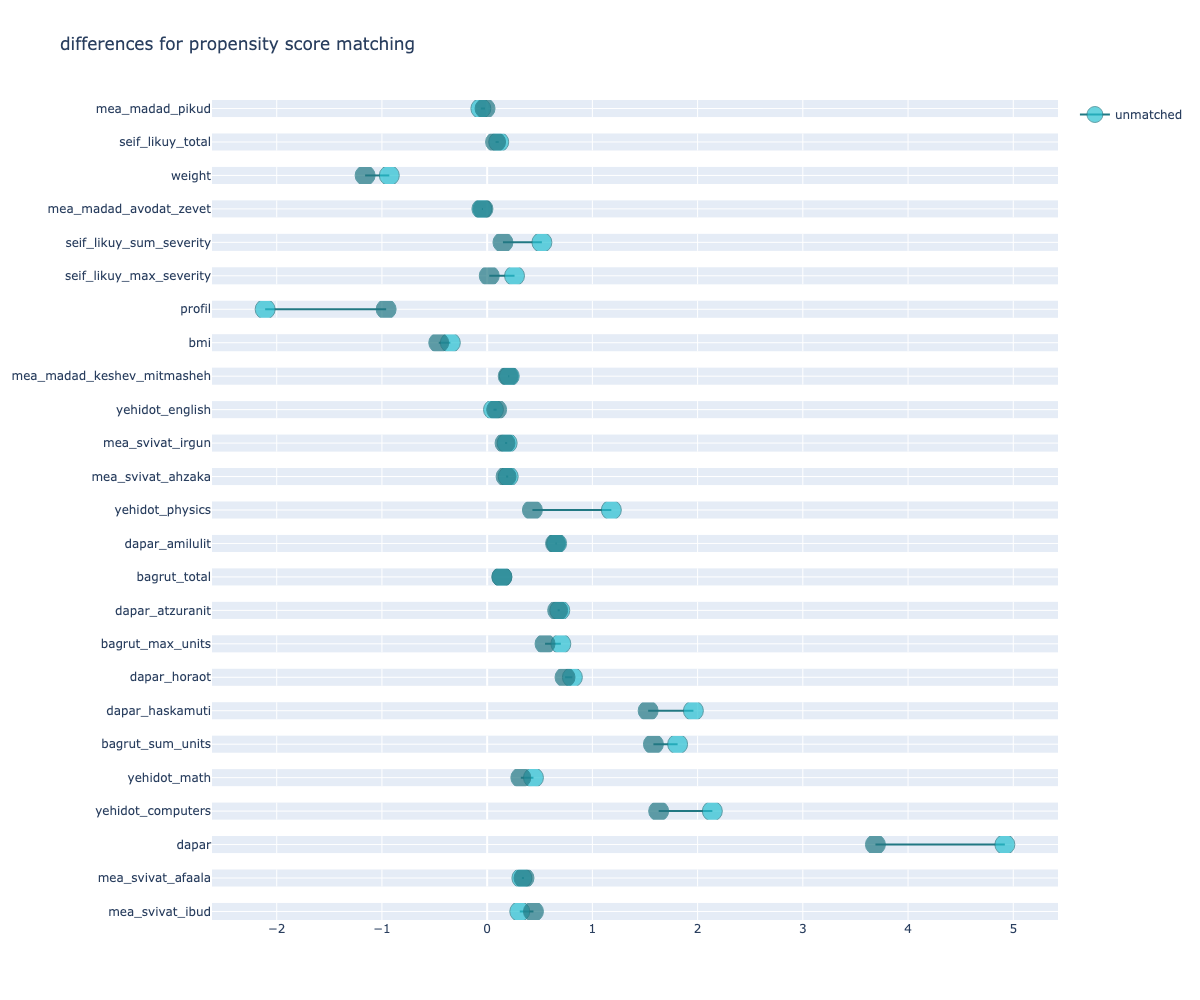 differences for propensity score matching
mea_madad_pikud
unmatched
seif_likuy_total
weight
mea_madad_avodat_zevet
seif_likuy_sum_severity
seif_likuy_max_severity
profil
bmi
mea_madad_keshev_mitmasheh
yehidot_english
mea_svivat_irgun
mea_svivat_ahzaka
yehidot_physics
dapar_amilulit
bagrut_total
dapar_atzuranit
bagrut_max_units
dapar_horaot
dapar_haskamuti
bagrut_sum_units
yehidot_math
yehidot_computers
dapar
mea_svivat_afaala
mea_svivat_ibud
−2 −1 0 1 2 3 4 5